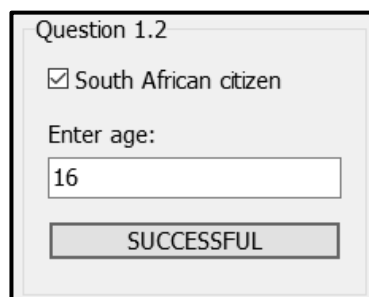 Question 1.2
South African citizen
Enter age:
16
SUCCESSFUL